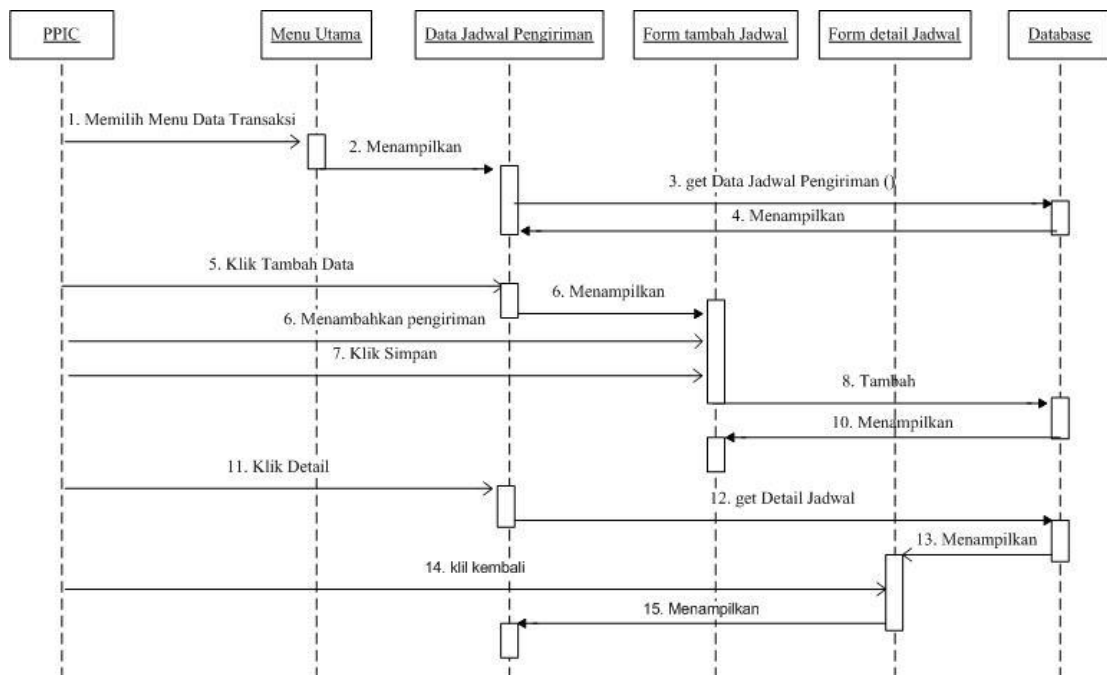 PPIC
Menu Utama
Data Jadwal Pengiriman
Form tambah Jadwal
Form detail Jadwal
Database
1. Memilih Menu Data Transaksi
2. Menampilkan
3. get Data Jadwal Pengiriman ()
4. Menampilkan
5. Klik Tambah Data
6. Menampilkan
6. Menambahkan pengiriman
7. Klik Simpan
8. Tambah
10. Menampilkan
11. Klik Detail
12. get Detail Jadwal
13. Menampilkan
14. klil kembali
15. Menampilkan